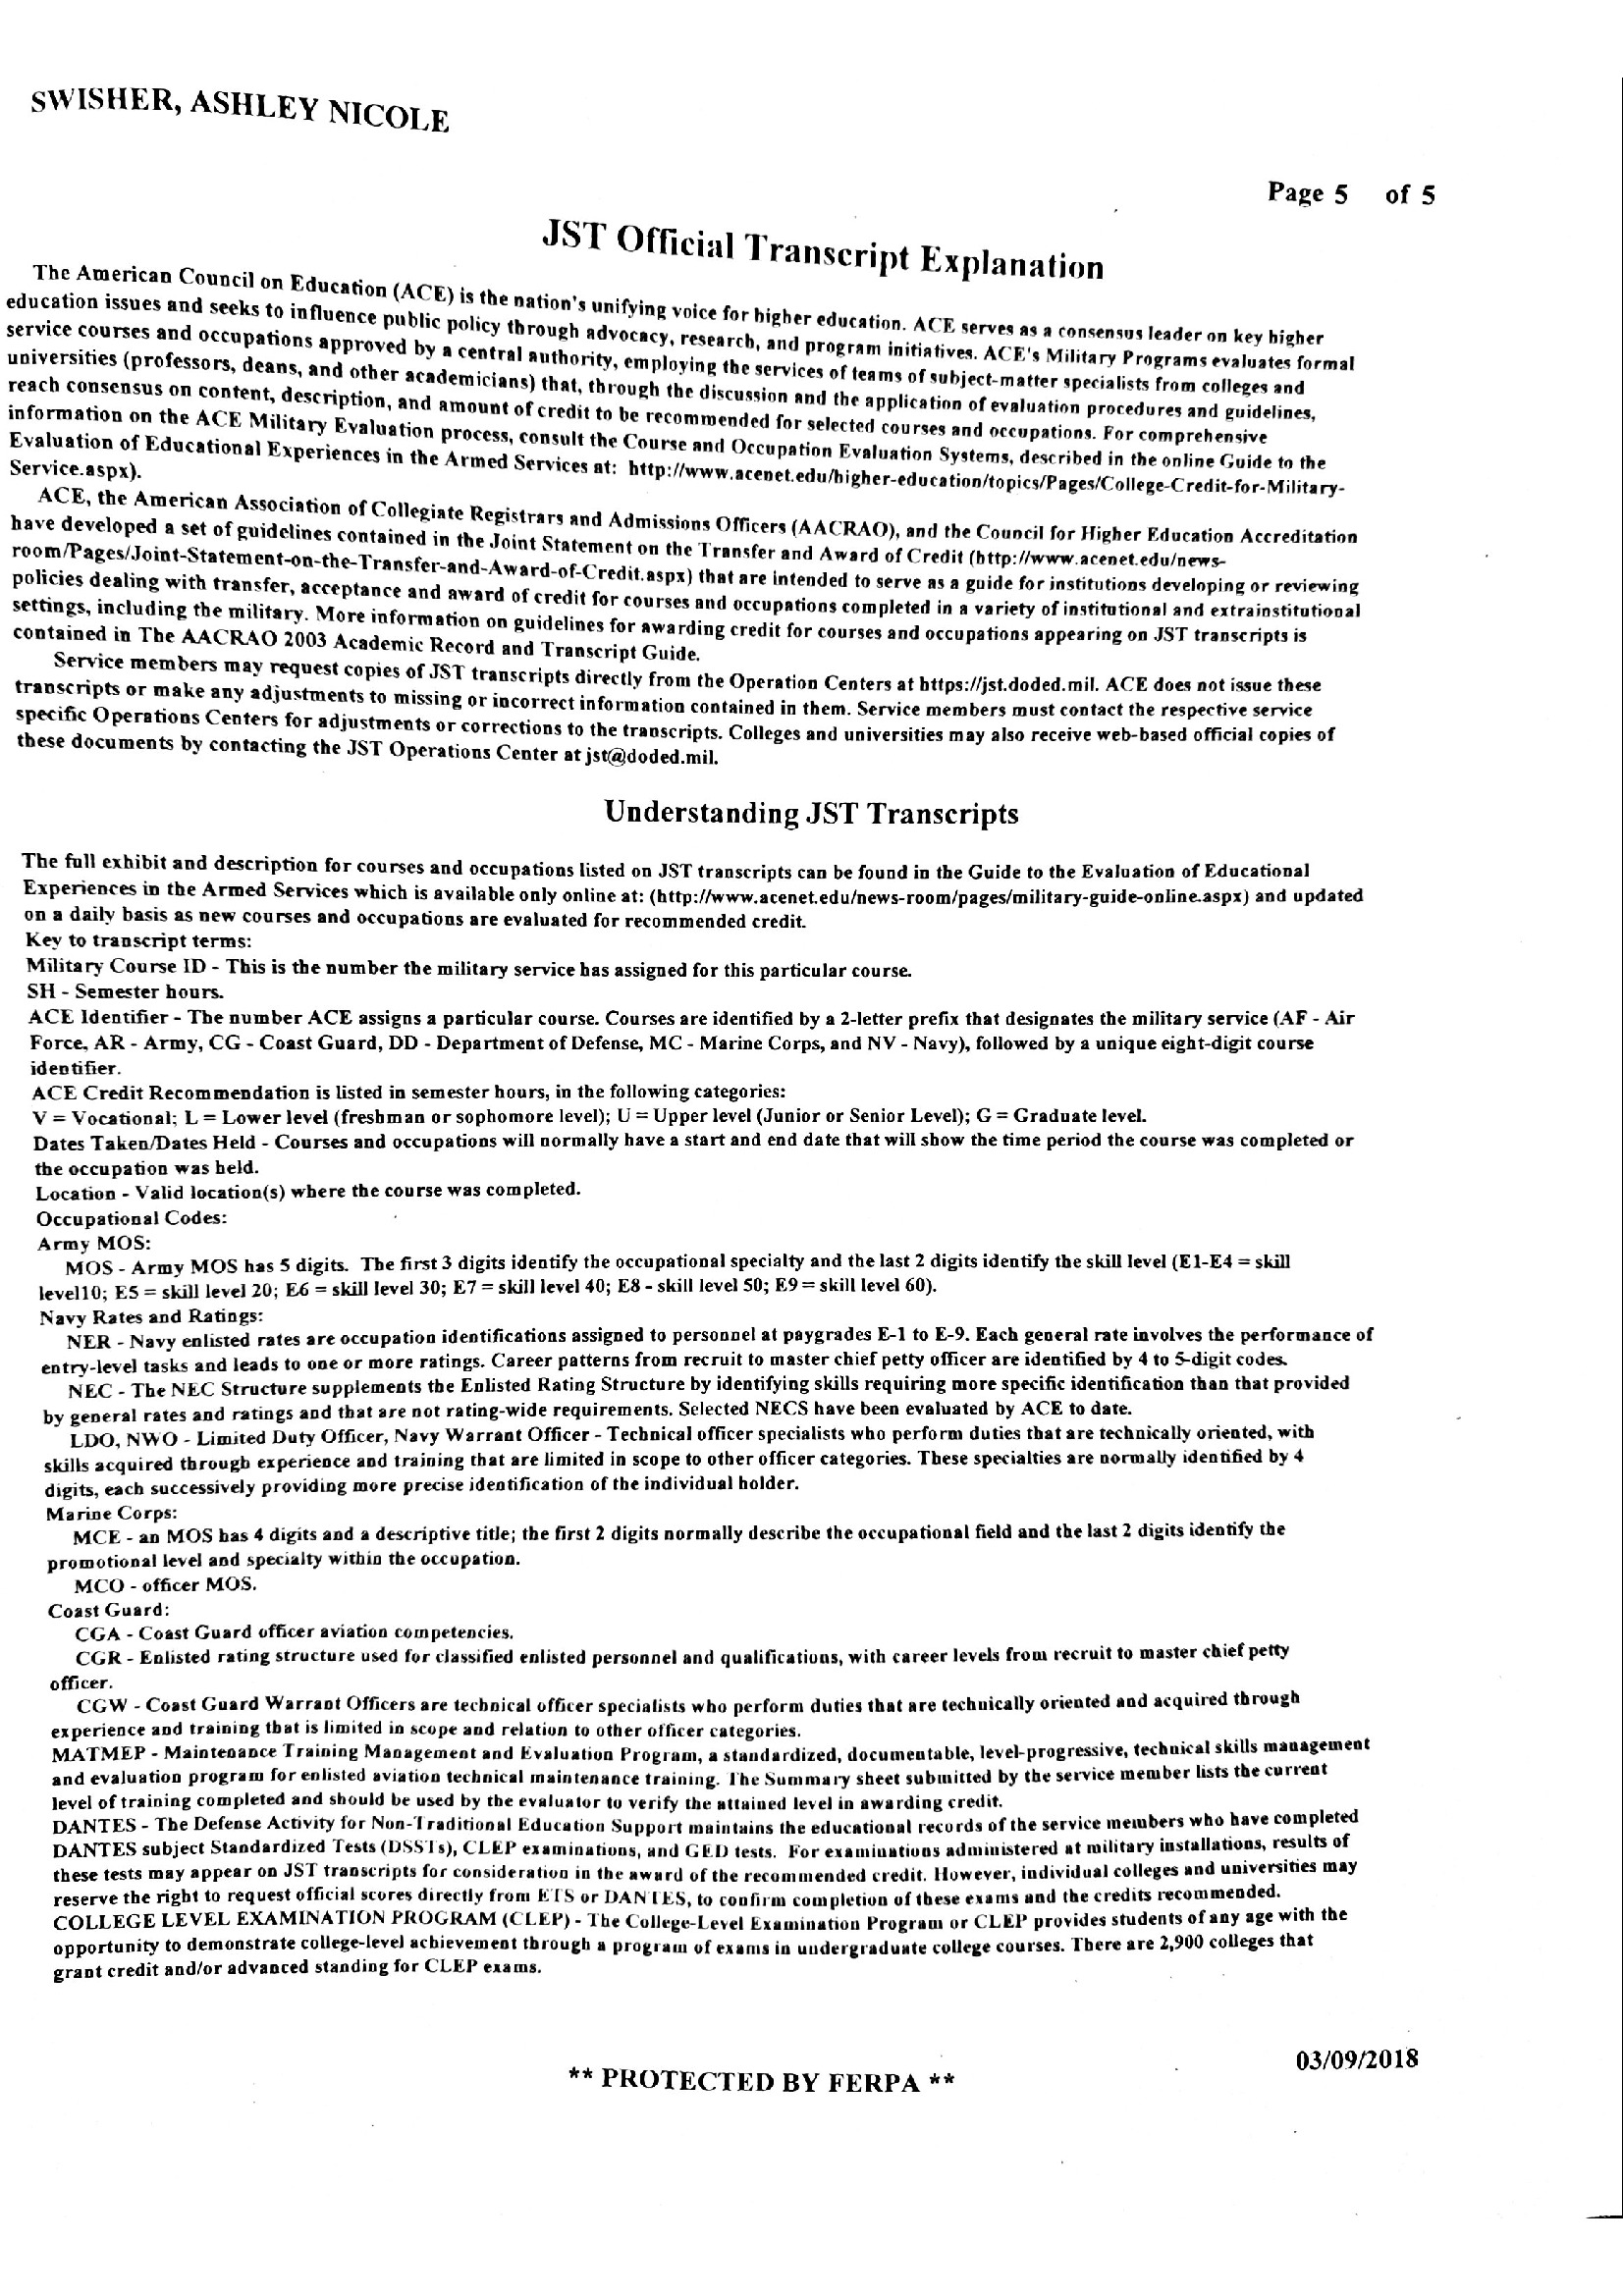 SWISHER, ASHLEY NICOLE
Page 5 of 5
JST Official Transcript Explanation
The American Council on Education (ACE) is the nation's unifying voice for higher education. ACE serves as a consensus leader on key higher
education issues and seeks to influence public policy through advocacy, research, and program initiatives. ACE's Military Programs evaluates formal
service courses and occupations approved by a central authority, employing the services of teams of subject-matter specialists from colleges and
universities (professors, deans, and other academicians) that, through the discussion and the application of evaluation procedures and guidelines,
reach consensus on content, description, and amount of credit to be recommended for selected courses and occupations. For comprehensive
information on the ACE Military Evaluation process, consult the Course and Occupation Evaluation Systems, described in the online Guide to the
Evaluation of Educational Experiences in the Armed Services at: http://www.acenet.edu/higher-education/topics/Pages/College-Credit-for-Military-
Service.aspx).
ACE, the American Association of Collegiate Registrars and Admissions Officers (AACRAO), and the Council for Higher Education Accreditation
have developed a set of guidelines contained in the Joint Statement on the Transfer and Award of Credit (http://www.acenet.edu/news-
room/Pages/Joint-Statement-on-the-Transfer-and-Award-of-Credit.aspx) that are intended to serve as a guide for institutions developing or reviewing
policies dealing with transfer, acceptance and award of credit for courses and occupations completed in a variety of institutional and extrainstitutional
settings, including the military. More information on guidelines for awarding credit for courses and occupations appearing on JST transcripts is
contained in The AACRAO 2003 Academic Record and Transcript Guide.
Service members may request copies of JST transcripts directly from the Operation Centers at https://jst.doded.mil. ACE does not issue these
transcripts or make any adjustments to missing or incorrect information contained in them. Service members must contact the respective service
specific Operations Centers for adjustments or corrections to the transcripts. Colleges and universities may also receive web-based official copies of
these documents by contacting the JST Operations Center at jst@doded.mil.
Understanding JST Transcripts
The full exhibit and description for courses and occupations listed on JST transcripts can be found in the Guide to the Evaluation of Educational
Experiences in the Armed Services which is available only online at: (http://www.acenet.edu/news-room/pages/military-guide-online.aspx) and updated
on a daily basis as new courses and occupations are evaluated for recommended credit.
Key to transcript terms:
Military Course ID - This is the number the military service has assigned for this particular course.
SH - Semester hours.
ACE Identifier - The number ACE assigns a particular course. Courses are identified by a 2-letter prefix that designates the military service (AF - Air
Force, AR - Army, CG - Coast Guard, DD - Department of Defense, MC - Marine Corps, and NV - Navy), followed by a unique eight-digit course
identifier.
ACE Credit Recommendation is listed in semester hours, in the following categories:
V = Vocational; L = Lower level (freshman or sophomore level); U = Upper level (Junior or Senior Level); G = Graduate level.
Dates Taken/Dates Held - Courses and occupations will normally have a start and end date that will show the time period the course was completed or
the occupation was held.
Location - Valid location(s) where the course was completed.
Occupational Codes:
Army MOS:
MOS - Army MOS has 5 digits. The first 3 digits identify the occupational specialty and the last 2 digits identify the skill level (E1-E4 = skill
level10; E5 = skill level 20; E6 = skill level 30; E7 = skill level 40; E8 - skill level 50; E9 = skill level 60).
Navy Rates and Ratings:
NER - Navy enlisted rates are occupation identifications assigned to personnel at paygrades E-1 to E-9. Each general rate involves the performance of
entry-level tasks and leads to one or more ratings. Career patterns from recruit to master chief petty officer are identified by 4 to 5-digit codes.
NEC - The NEC Structure supplements the Enlisted Rating Structure by identifying skills requiring more specific identification than that provided
by general rates and ratings and that are not rating-wide requirements. Selected NECS have been evaluated by ACE to date.
LDO, NWO - Limited Duty Officer, Navy Warrant Officer - Technical officer specialists who perform duties that are technically oriented, with
skills acquired through experience and training that are limited in scope to other officer categories. These specialties are normally identified by 4
digits, each successively providing more precise identification of the individual holder.
Marine Corps:
MCE - an MOS has 4 digits and a descriptive title; the first 2 digits normally describe the occupational field and the last 2 digits identify the
promotional level and specialty within the occupation.
MCO - officer MOS.
Coast Guard:
CGA - Coast Guard officer aviation competencies.
CGR - Enlisted rating structure used for classified enlisted personnel and qualifications, with career levels from recruit to master chief petty
officer.
CGW - Coast Guard Warrant Officers are technical officer specialists who perform duties that are technically oriented and acquired through
experience and training that is limited in scope and relation to other officer categories.
MATMEP - Maintenance Training Management and Evaluation Program, a standardized, documentable, level-progressive, technical skills management
and evaluation program for enlisted aviation technical maintenance training. The Summary sheet submitted by the service member lists the current
level of training completed and should be used by the evaluator to verify the attained level in awarding credit.
DANTES - The Defense Activity for Non-Traditional Education Support maintains the educational records of the service members who have completed
DANTES subject Standardized Tests (DSSTs), CLEP examinations, and GED tests. For examinations administered at military installations, results of
these tests may appear on JST transcripts for consideration in the award of the recommended credit. However, individual colleges and universities may
reserve the right to request official scores directly from ETS or DANTES, to confirm completion of these exams and the credits recommended.
COLLEGE LEVEL EXAMINATION PROGRAM (CLEP) - The College-Level Examination Program or CLEP provides students of any age with the
opportunity to demonstrate college-level achievement through a program of exams in undergraduate college courses. There are 2,900 colleges that
grant credit and/or advanced standing for CLEP exams.
03/09/2018
** PROTECTED BY FERPA **